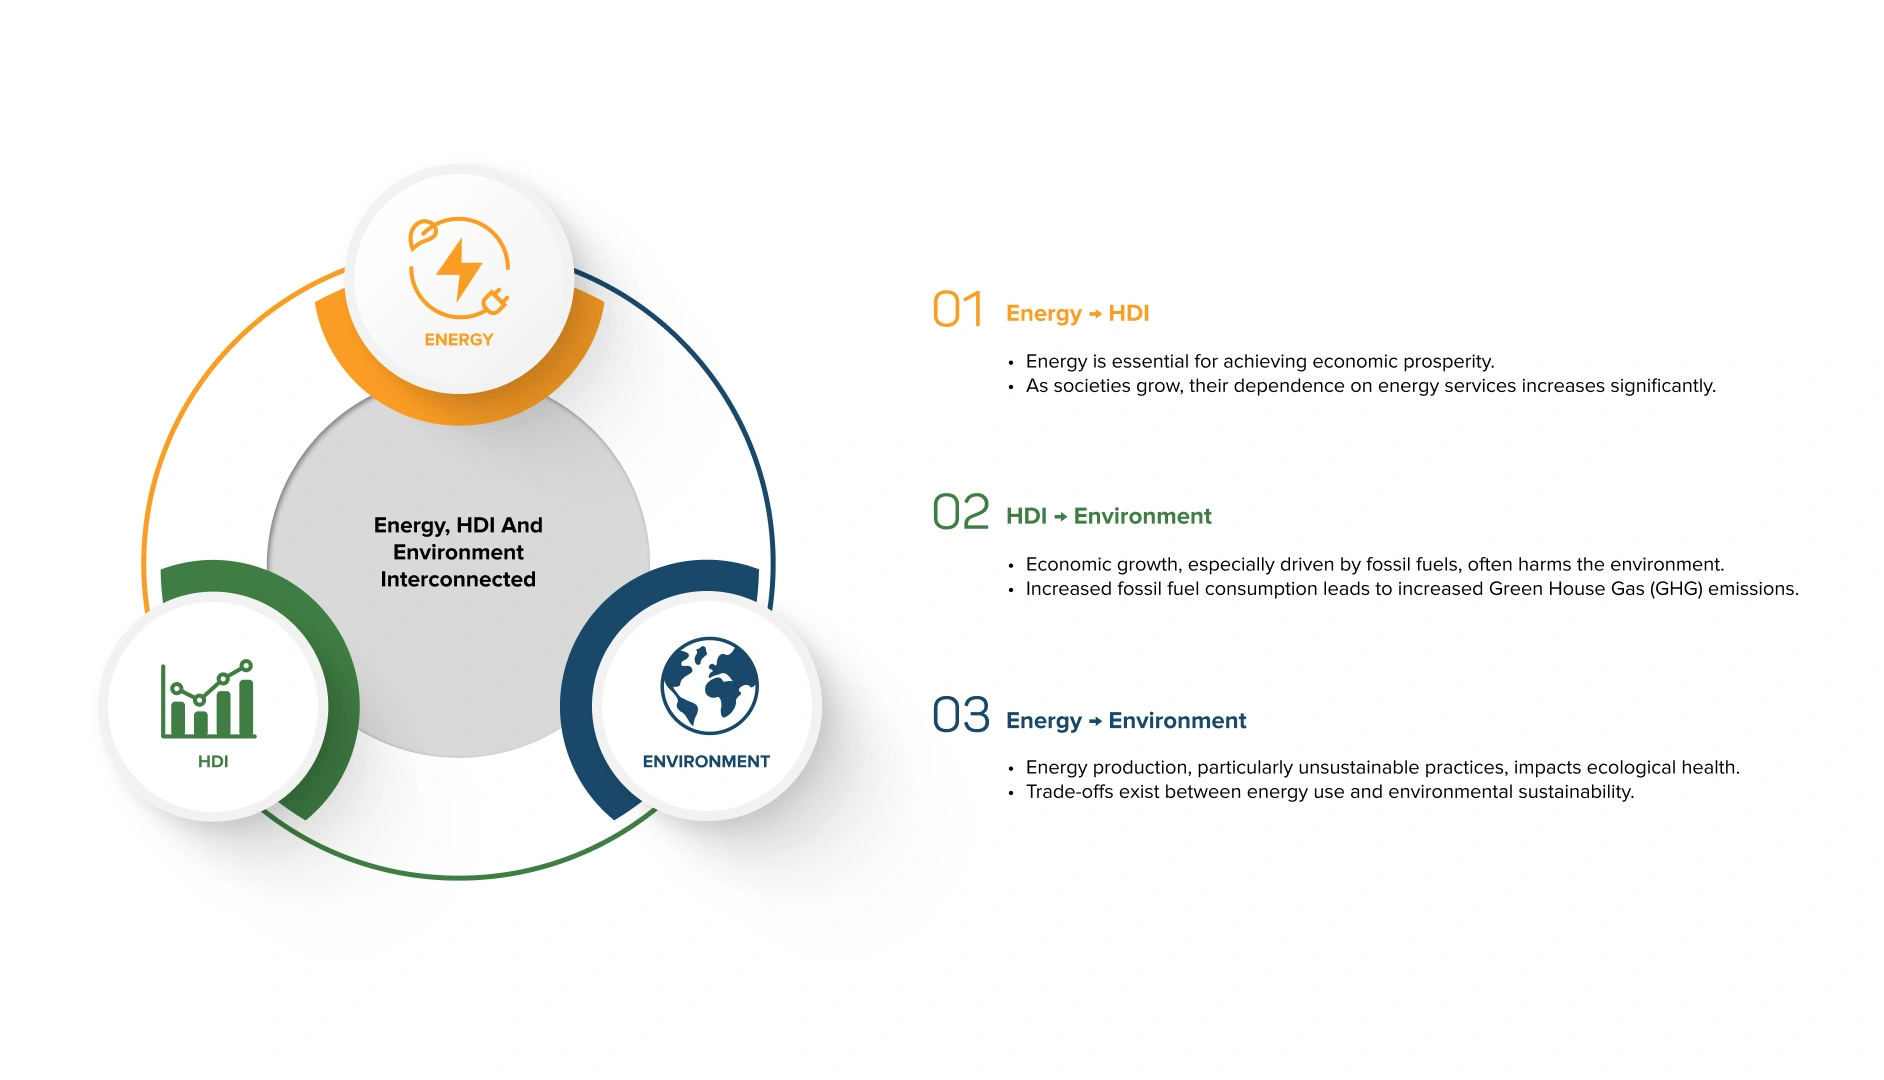 ENERGY
Energy, HDI And
Environment
Interconnected
HDI
ENVIRONMENT
01 Energy → HDI
• Energy is essential for achieving economic prosperity.
• As societies grow, their dependence on energy services increases significantly.
02 HDI → Environment
• Economic growth, especially driven by fossil fuels, often harms the environment.
• Increased fossil fuel consumption leads to increased Green House Gas (GHG) emissions.
03 Energy → Environment
• Energy production, particularly unsustainable practices, impacts ecological health.
• Trade-offs exist between energy use and environmental sustainability.